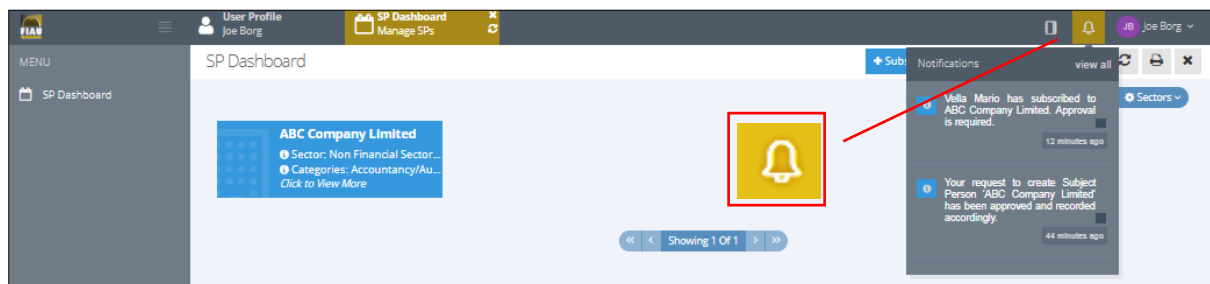 FIAU
User Profile
Joe Borg
SP Dashboard
Manage SPs
JB Joe Borg
MENU
SP Dashboard
SP Dashboard
+ Sub
Notifications
view all
Sectors
Vella Mario has subscribed to
ABC Company Limited. Approval
is required.
12 minutes ago
ABC Company Limited
Sector: Non Financial Sector...
Categories: Accountancy/Au...
Click to View More
Your request to create Subject
Person 'ABC Company Limited'
has been approved and recorded
accordingly.
44 minutes ago
« < Showing 1 Of 1 > »